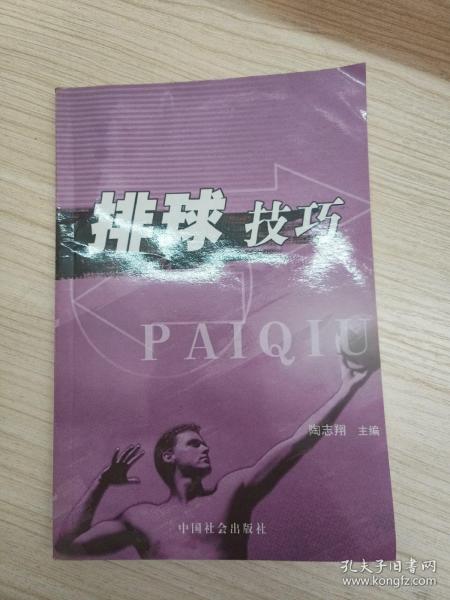 排球 技巧
PAIQIU
陶志翔 主编
中国社会出版社
孔夫子旧书网
www.kongfz.com